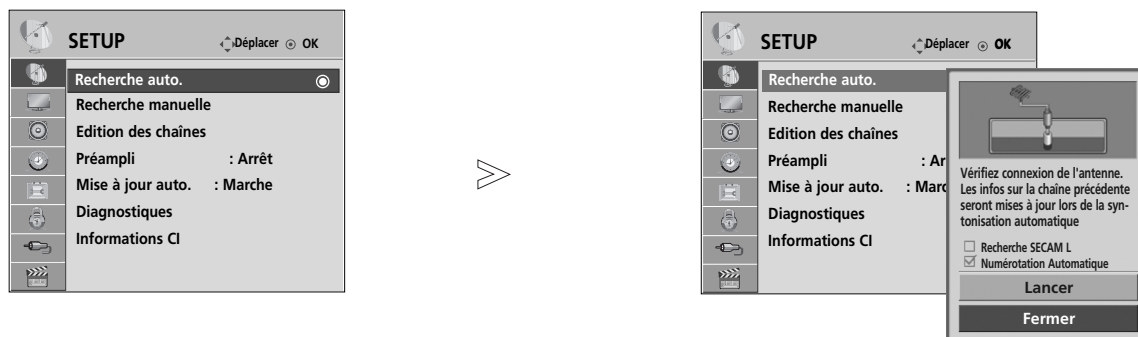 SETUP
Déplacer OK
Recherche auto.
Recherche manuelle
Edition des chaînes
Préampli : Arrêt
Mise à jour auto. : Marche
Diagnostiques
Informations CI
SETUP
Déplacer OK
Recherche auto.
Recherche manuelle
Edition des chaînes
Préampli : Ar
Mise à jour auto. : Marc
Diagnostiques
Informations CI
Vérifiez connexion de l'antenne.
Les infos sur la chaîne précédente
seront mises à jour lors de la syn-
tonisation automatique
Recherche SECAM L
Numérotation Automatique
Lancer
Fermer